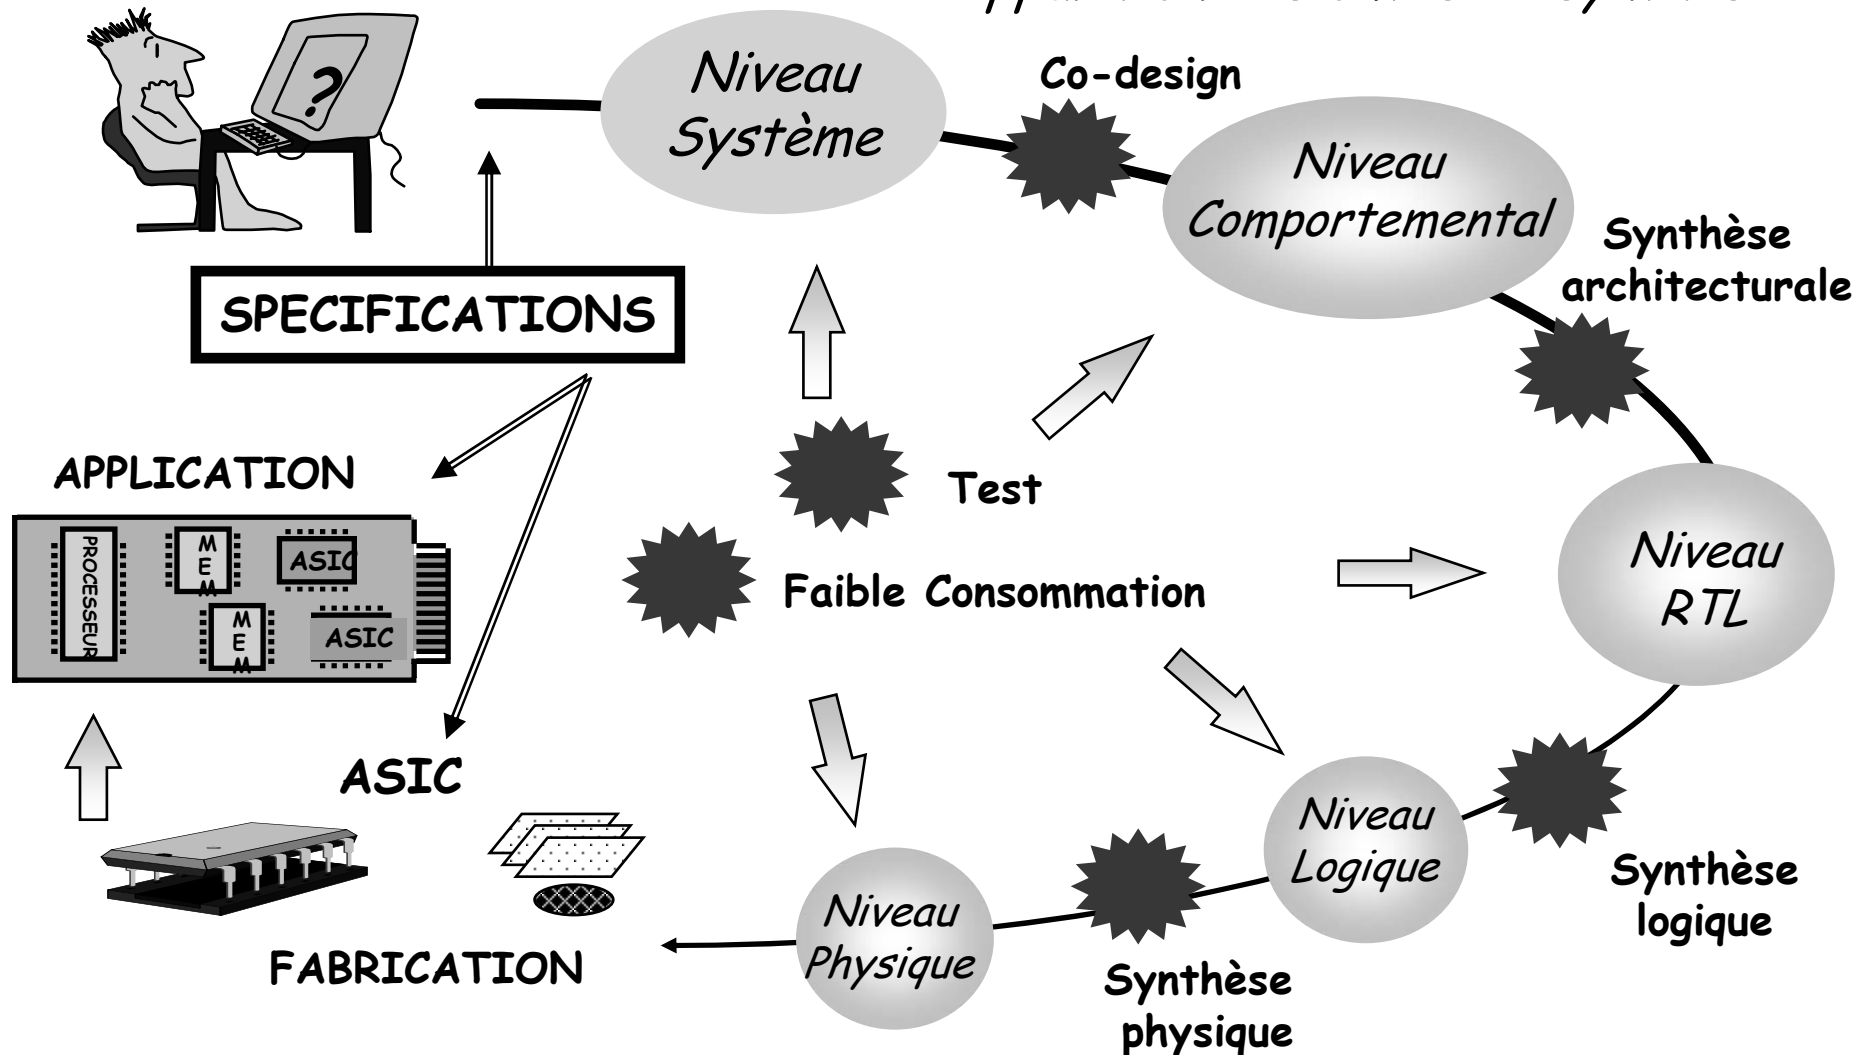 ?
Niveau
Système
Co-design
Niveau
Comportemental
Synthèse
architecturale
SPECIFICATIONS
Test
APPLICATION
PROCESSEUR
MEM
ASIC
MEM
ASIC
Faible Consommation
Niveau
RTL
ASIC
Niveau
Logique
Synthèse
logique
Niveau
Physique
FABRICATION
Synthèse
physique